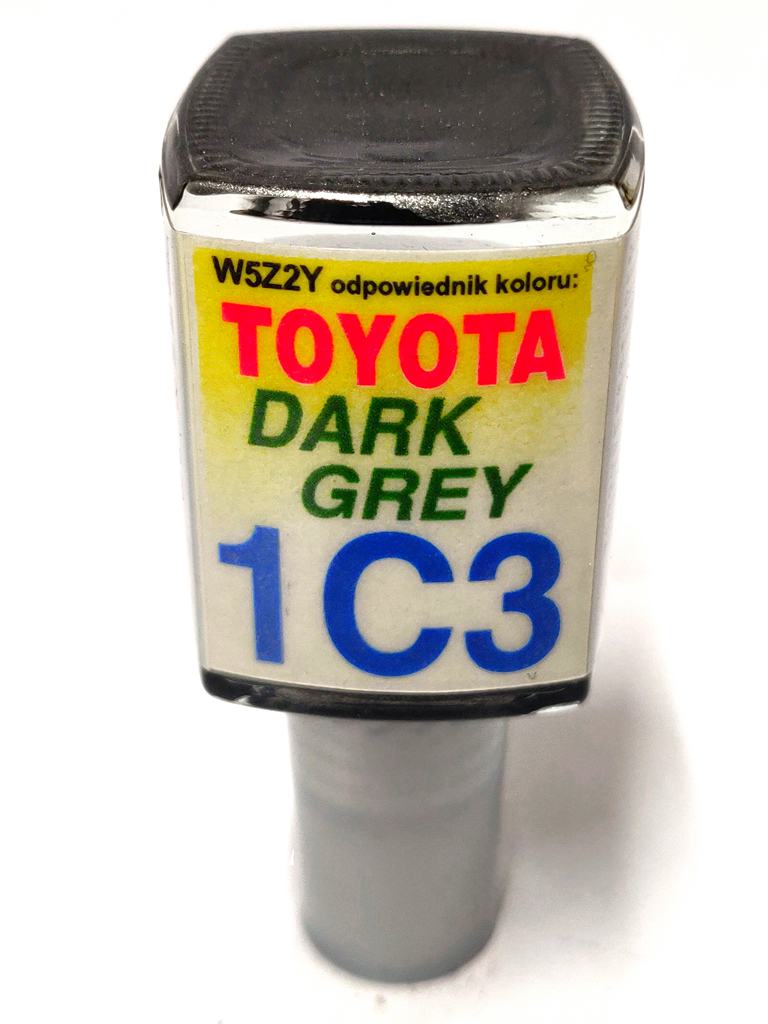 W5Z2Y odpowiednik koloru:
TOYOTA
DARK
GREY
1C3